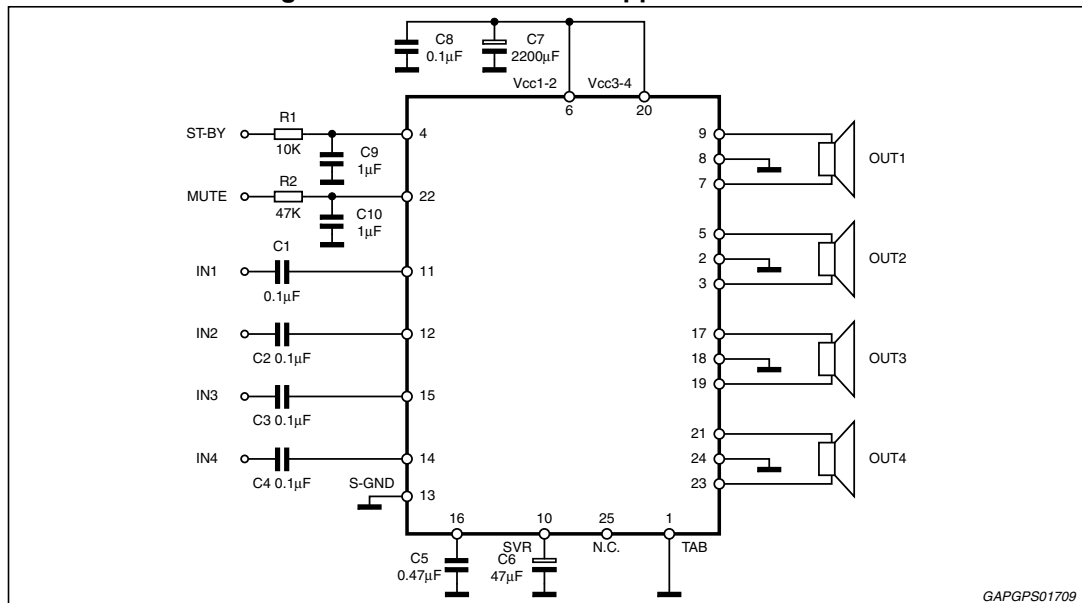 C8
0.1µF
C7
2200µF
Vcc1-2
Vcc3-4
6
20
ST-BY
R1
10K
4
C9
1µF
MUTE
R2
47K
22
C10
1µF
IN1
C1
0.1µF
11
IN2
C2 0.1µF
12
IN3
C3 0.1µF
15
IN4
C4 0.1µF
14
S-GND
13
9
8
7
OUT1
5
2
3
OUT2
17
18
19
OUT3
21
24
23
OUT4
16
10
25
1
SVR
N.C.
TAB
C5
0.47µF
C6
47µF
GAPGPS01709